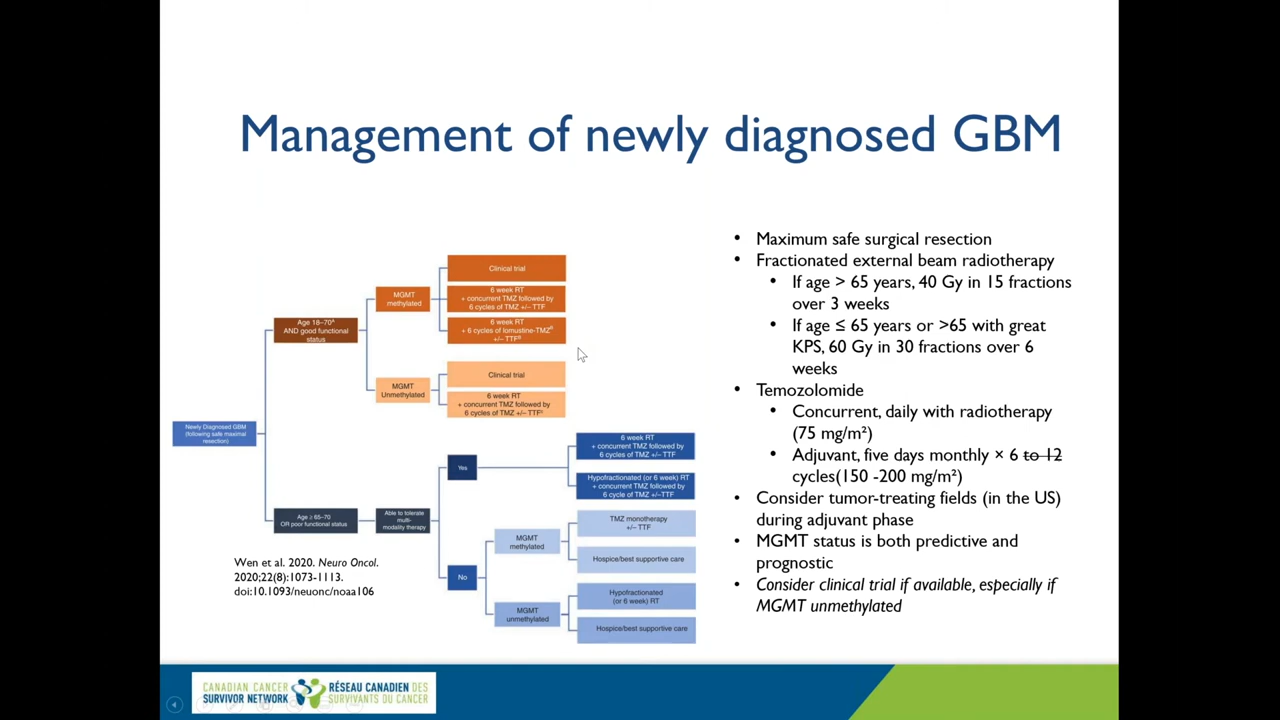 Management of newly diagnosed GBM
Clinical trial
MGMT
methylated
6 week RT
+ concurrent TMZ followed by
6 cycles of TMZ +/– TTF
Age 18–70ᴬ
AND good functional
status
6 week RT
+ 6 cycles of lomustine-TMZᴮ
+/– TTFᴮ
Clinical trial
MGMT
Unmethylated
6 week RT
+ concurrent TMZ followed by
6 cycles of TMZ +/– TTF
Newly Diagnosed GBM
(following safe maximal
resection)
6 week RT
+ concurrent TMZ followed by
6 cycles of TMZ +/– TTF
Yes
Hypofractionated (or 6 week) RT
+ concurrent TMZ followed by
6 cycle of TMZ +/–TTF
Age ≥ 65–70
OR poor functional status
Able to tolerate
multi-
modality therapy
TMZ monotherapy
+/– TTF
MGMT
methylated
Hospice/best supportive care
No
Hypofractionated
(or 6 week) RT
MGMT
unmethylated
Hospice/best supportive care
Wen et al. 2020. Neuro Oncol.
2020;22(8):1073-1113.
doi:10.1093/neuonc/noaa106
• Maximum safe surgical resection
• Fractionated external beam radiotherapy
• If age > 65 years, 40 Gy in 15 fractions
over 3 weeks
• If age ≤ 65 years or >65 with great
KPS, 60 Gy in 30 fractions over 6
weeks
• Temozolomide
• Concurrent, daily with radiotherapy
(75 mg/m²)
• Adjuvant, five days monthly × 6 to 12
cycles(150 -200 mg/m²)
• Consider tumor-treating fields (in the US)
during adjuvant phase
• MGMT status is both predictive and
prognostic
• Consider clinical trial if available, especially if
MGMT unmethylated
CANADIAN CANCER
SURVIVOR NETWORK
RÉSEAU CANADIEN DES
SURVIVANTS DU CANCER